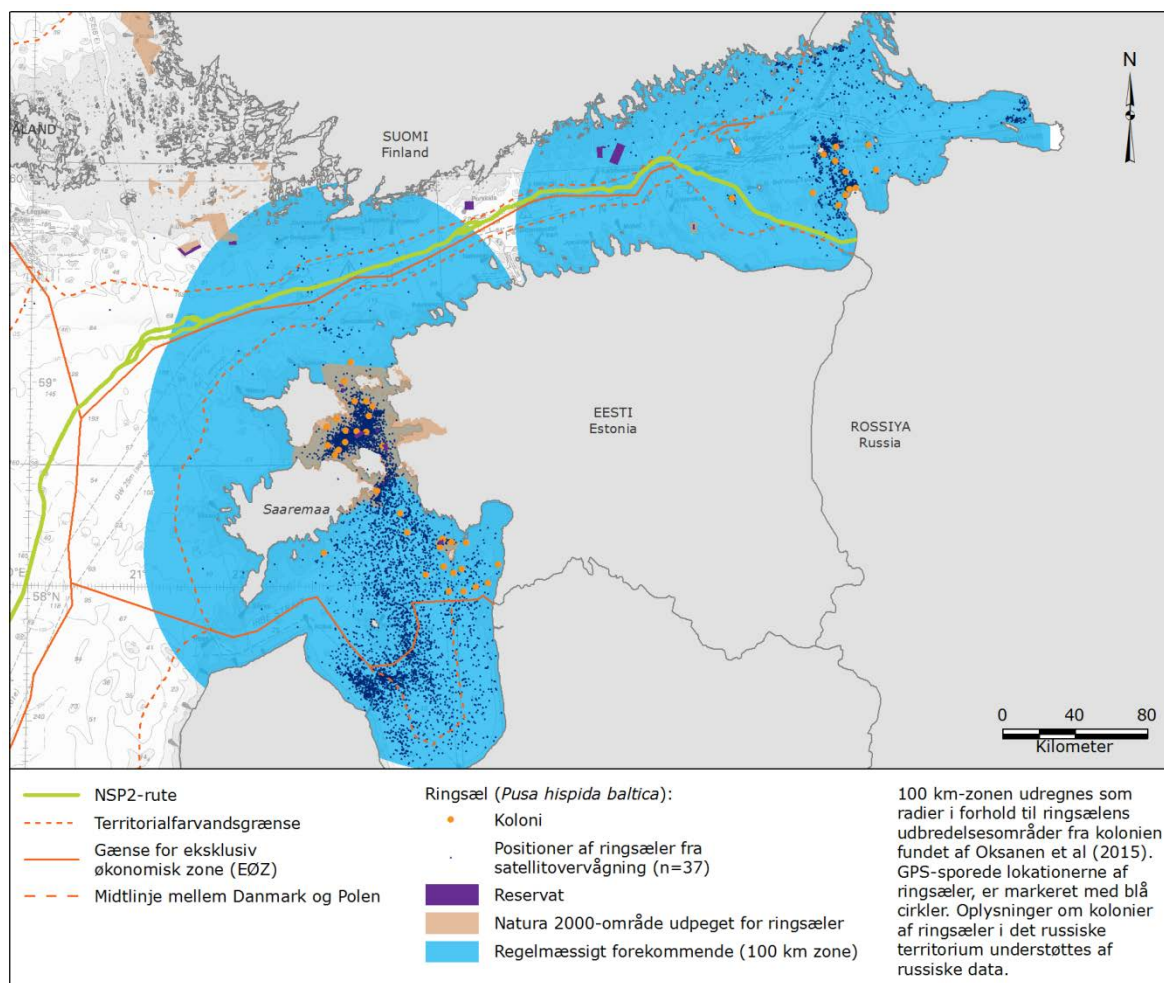 N
ÅLAND
SUOMI
Finland
60
59°
EESTI
Estonia
ROSSIYA
Russia
Saaremaa
21°
58°N
0 40 80
Kilometer
NSP2-rute
Territorialfarvandsgrænse
Gænse for eksklusiv
økonomisk zone (EØZ)
Midtlinje mellem Danmark og Polen
Ringsæl (Pusa hispida baltica):
Koloni
Positioner af ringsæler fra
satellitovervågning (n=37)
Reservat
Natura 2000-område udpeget for ringsæler
Regelmæssigt forekommende (100 km zone)
100 km-zonen udregnes som
radier i forhold til ringsælens
udbredelsesområder fra kolonien
fundet af Oksanen et al (2015).
GPS-sporede lokationerne af
ringsæler, er markeret med blå
cirkler. Oplysninger om kolonier
af ringsæler i det russiske
territorium understøttes af
russiske data.